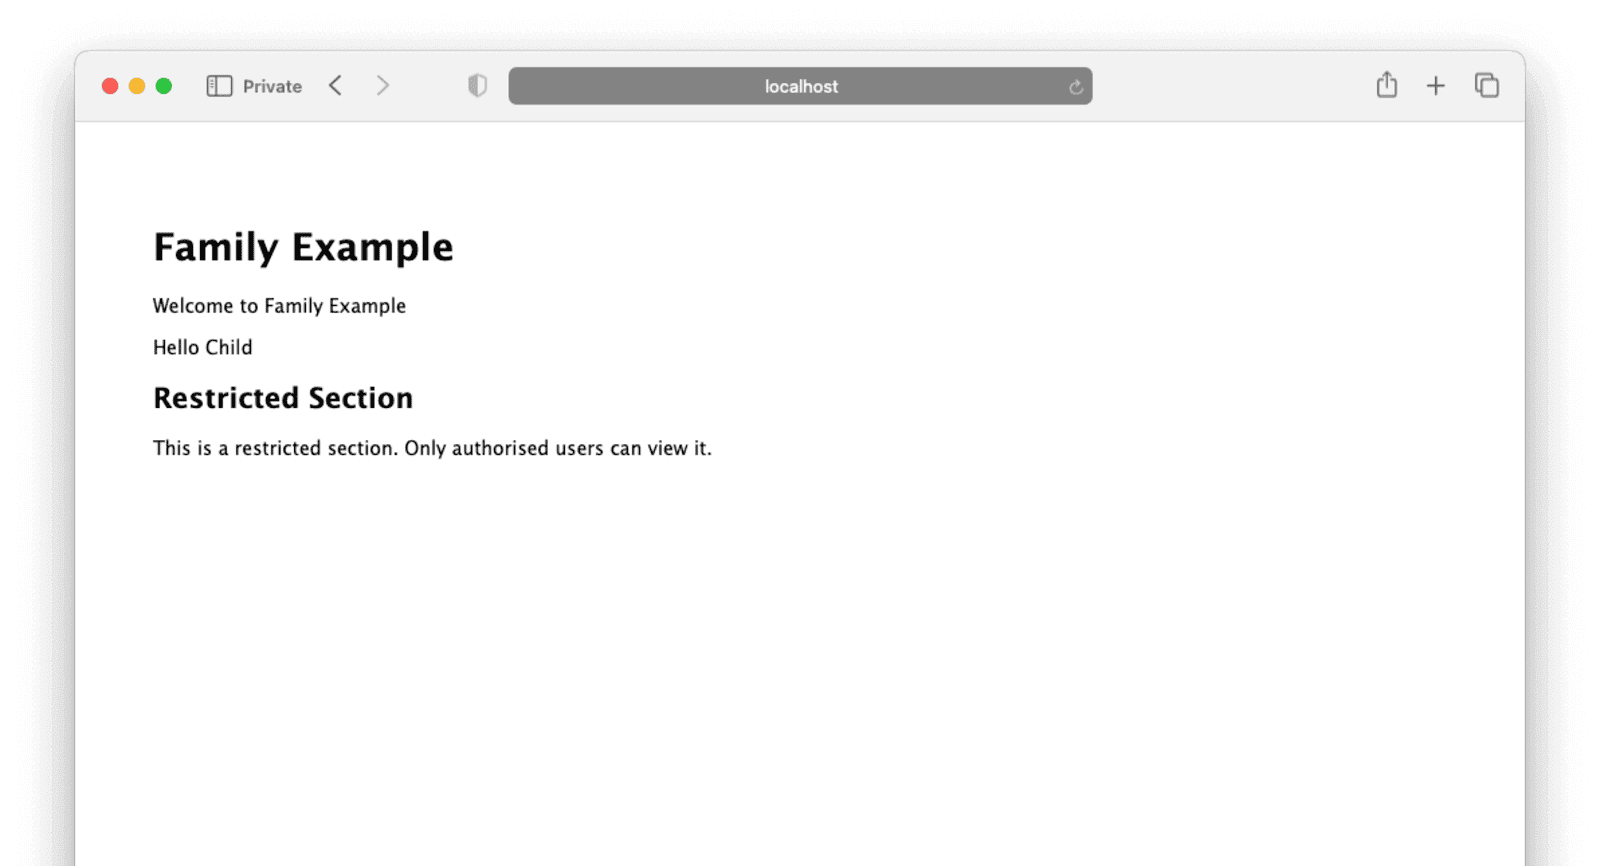 Private
localhost
Family Example
Welcome to Family Example
Hello Child
Restricted Section
This is a restricted section. Only authorised users can view it.